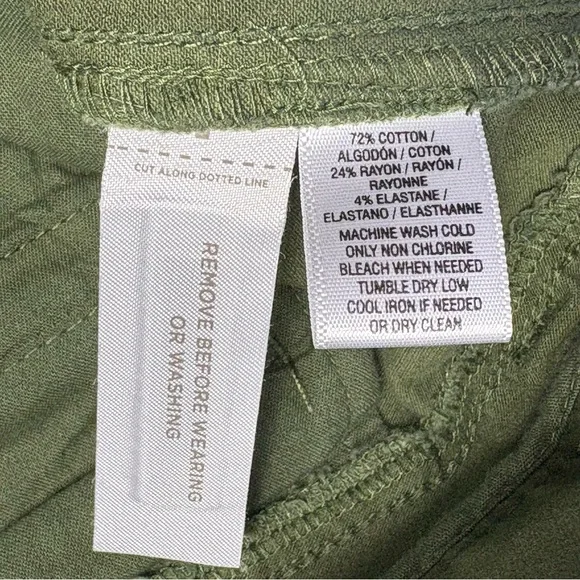 CUT ALONG DOTTED LINE
REMOVE BEFORE WEARING
OR WASHING
72% COTTON /
ALGODÓN / COTON
24% RAYON / RAYÓN /
RAYONNE
4% ELASTANE /
ELASTANO / ELASTHANNE
MACHINE WASH COLD
ONLY NON CHLORINE
BLEACH WHEN NEEDED
TUMBLE DRY LOW
COOL IRON IF NEEDED
OR DRY CLEAN